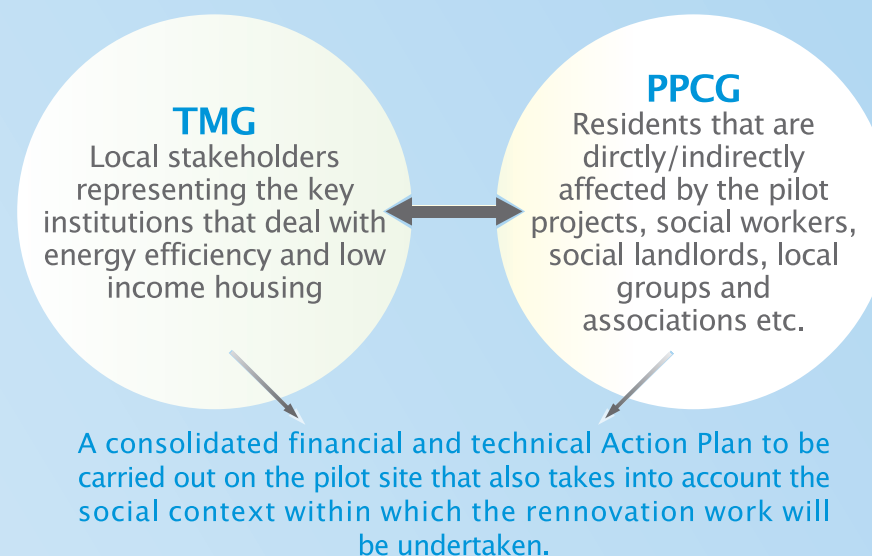 TMG
Local stakeholders
representing the key
institutions that deal with
energy efficiency and low
income housing
PPCG
Residents that are
dirctly/indirectly
affected by the pilot
projects, social workers,
social landlords, local
groups and
associations etc.
A consolidated financial and technical Action Plan to be
carried out on the pilot site that also takes into account the
social context within which the rennovation work will
be undertaken.